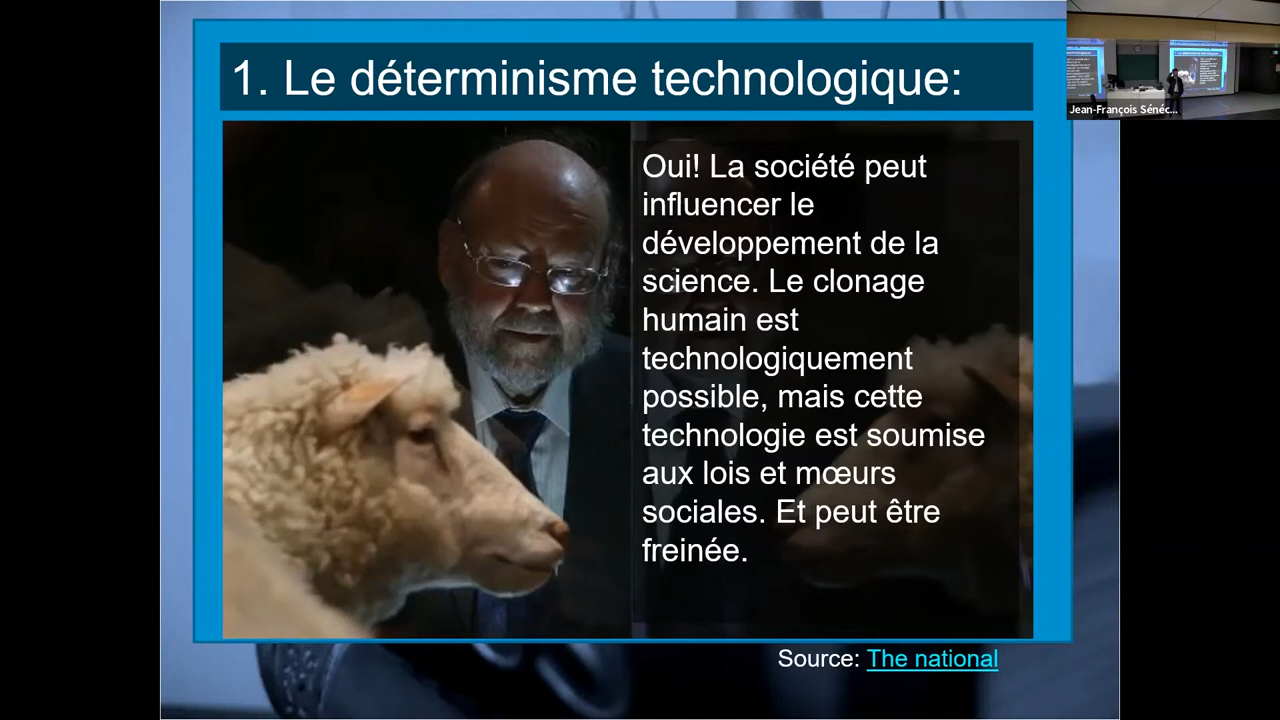 1. Le déterminisme technologique:
Oui! La société peut
influencer le
développement de la
science. Le clonage
humain est
technologiquement
possible, mais cette
technologie est soumise
aux lois et mœurs
sociales. Et peut être
freinée.
Source: The national
Jean-François Sénéc...